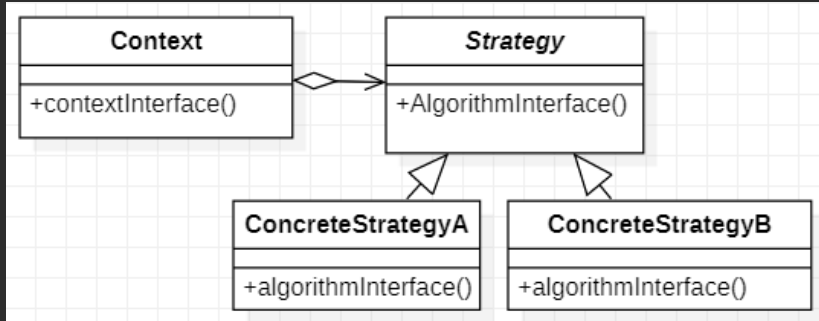 Context
Strategy
+contextInterface()
+AlgorithmInterface()
ConcreteStrategyA
ConcreteStrategyB
+algorithmInterface()
+algorithmInterface()